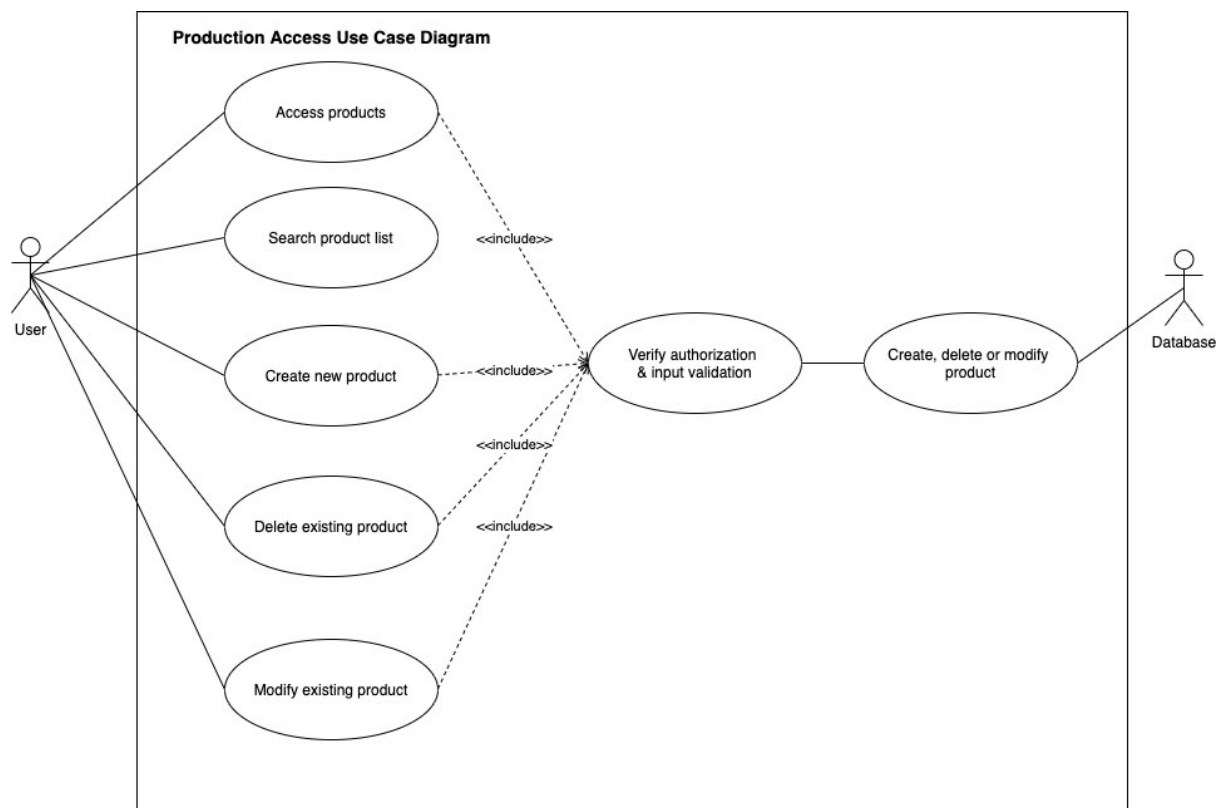 Production Access Use Case Diagram
Access products
Search product list
<<include>>
User
Database
Create new product
<<include>>
Verify authorization
& input validation
Create, delete or modify
product
<<include>>
Delete existing product
<<include>>
Modify existing product